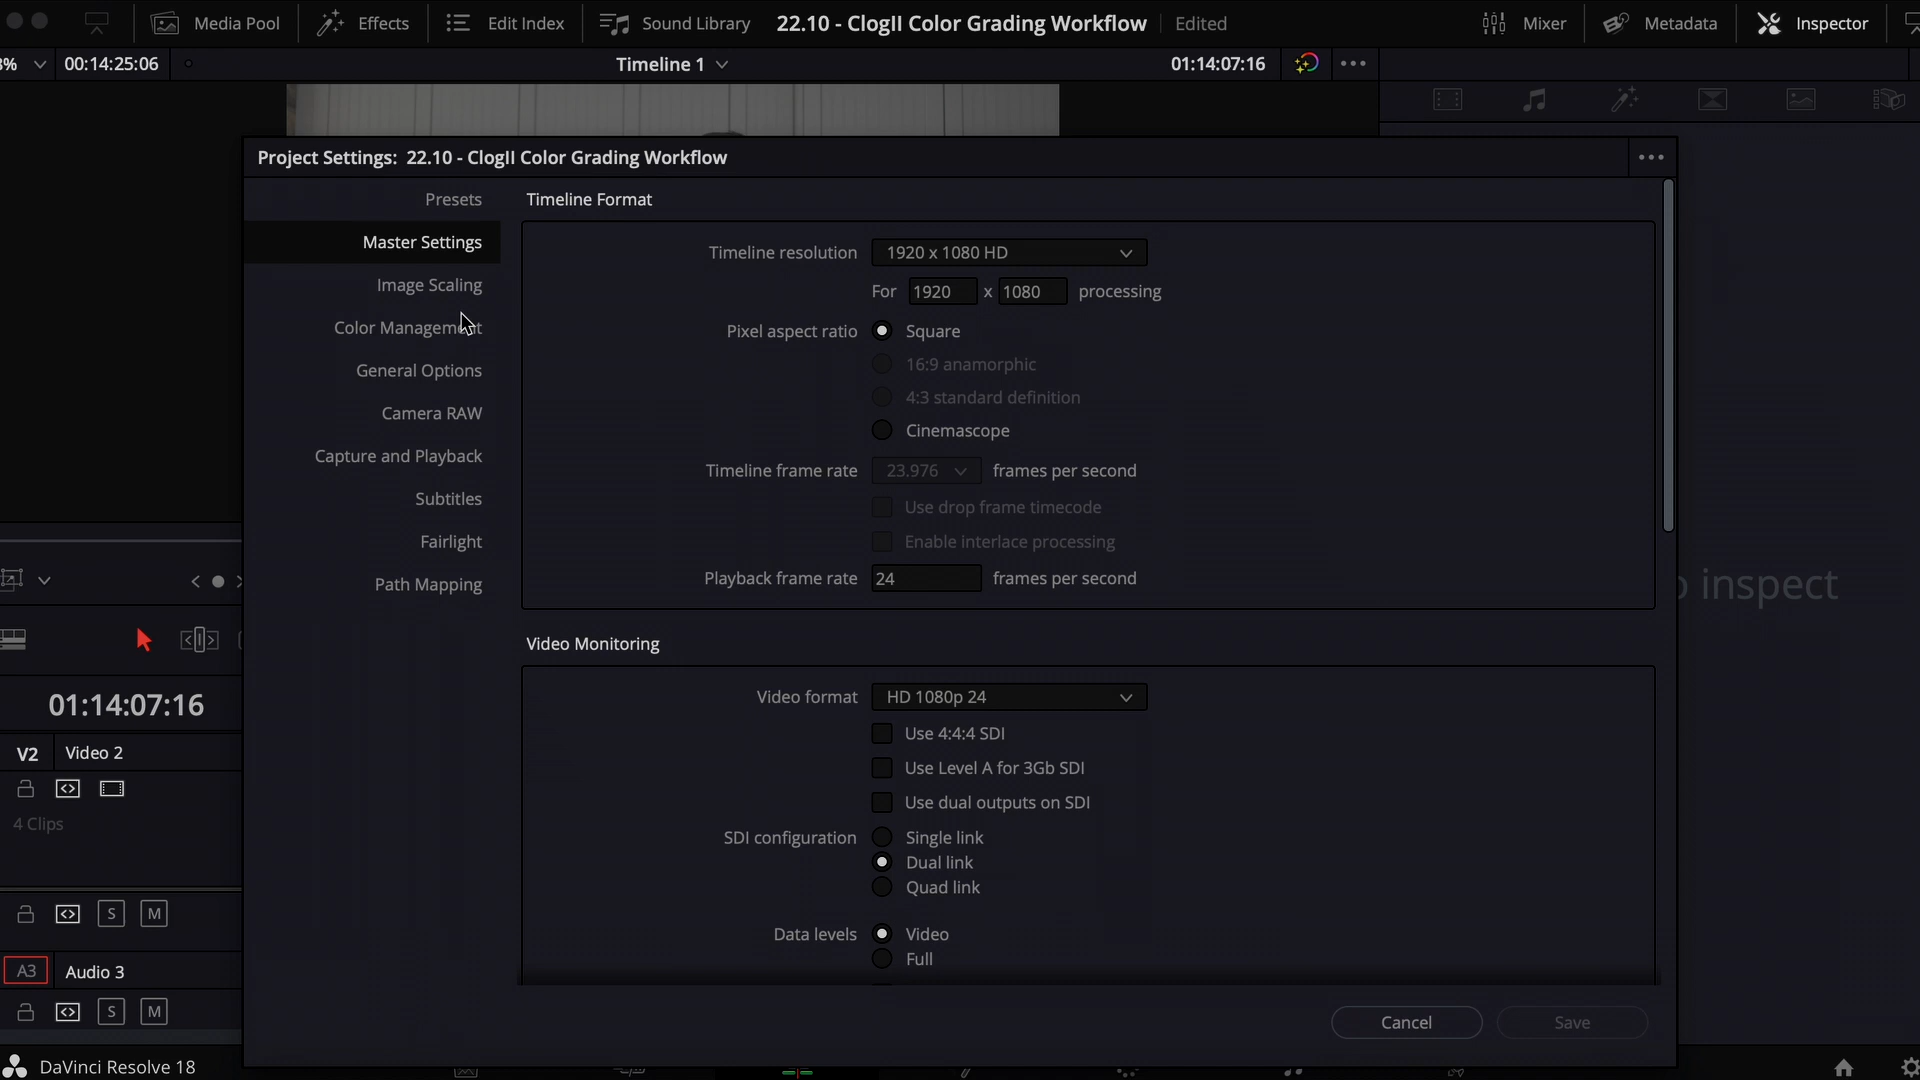 Media Pool
Effects
Edit Index
Sound Library
22.10 - ClogII Color Grading Workflow
Edited
Mixer
Metadata
Inspector
00:14:25:06
Timeline 1
01:14:07:16
Project Settings: 22.10 - ClogII Color Grading Workflow
Presets
Master Settings
Image Scaling
Color Management
General Options
Camera RAW
Capture and Playback
Subtitles
Fairlight
Path Mapping
Timeline Format
Timeline resolution 1920 x 1080 HD
For 1920 x 1080 processing
Pixel aspect ratio Square
16:9 anamorphic
4:3 standard definition
Cinemascope
Timeline frame rate 23.976 frames per second
Use drop frame timecode
Enable interlace processing
Playback frame rate 24 frames per second
Video Monitoring
Video format HD 1080p 24
Use 4:4:4 SDI
Use Level A for 3Gb SDI
Use dual outputs on SDI
SDI configuration Single link
Dual link
Quad link
Data levels Video
Full
Cancel
Save
inspect
01:14:07:16
V2 Video 2
4 Clips
S M
A3 Audio 3
S M
DaVinci Resolve 18